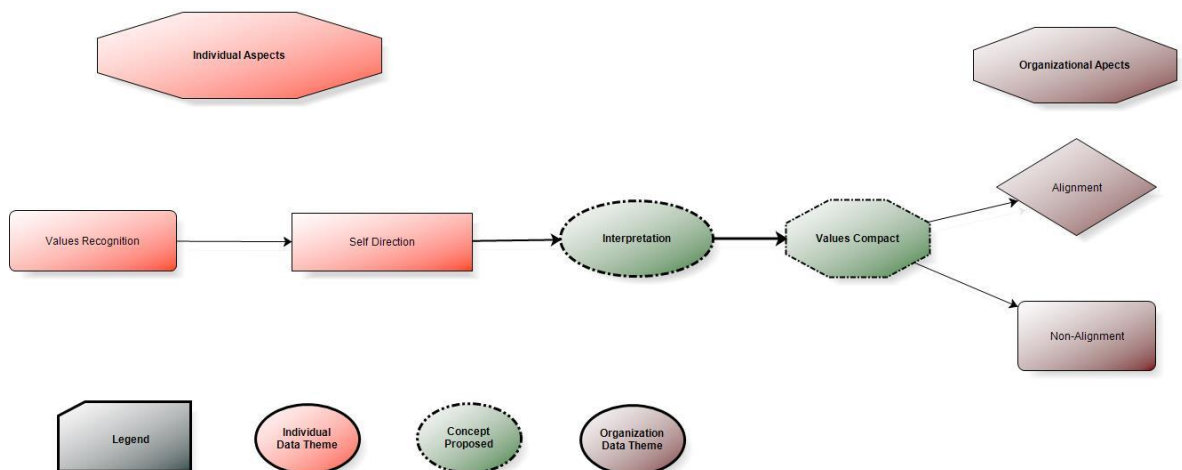 Individual Aspects
Organizational Apects
Values Recognition
Self Direction
Interpretation
Values Compact
Alignment
Non-Alignment
Legend
Individual
Data Theme
Concept
Proposed
Organization
Data Theme